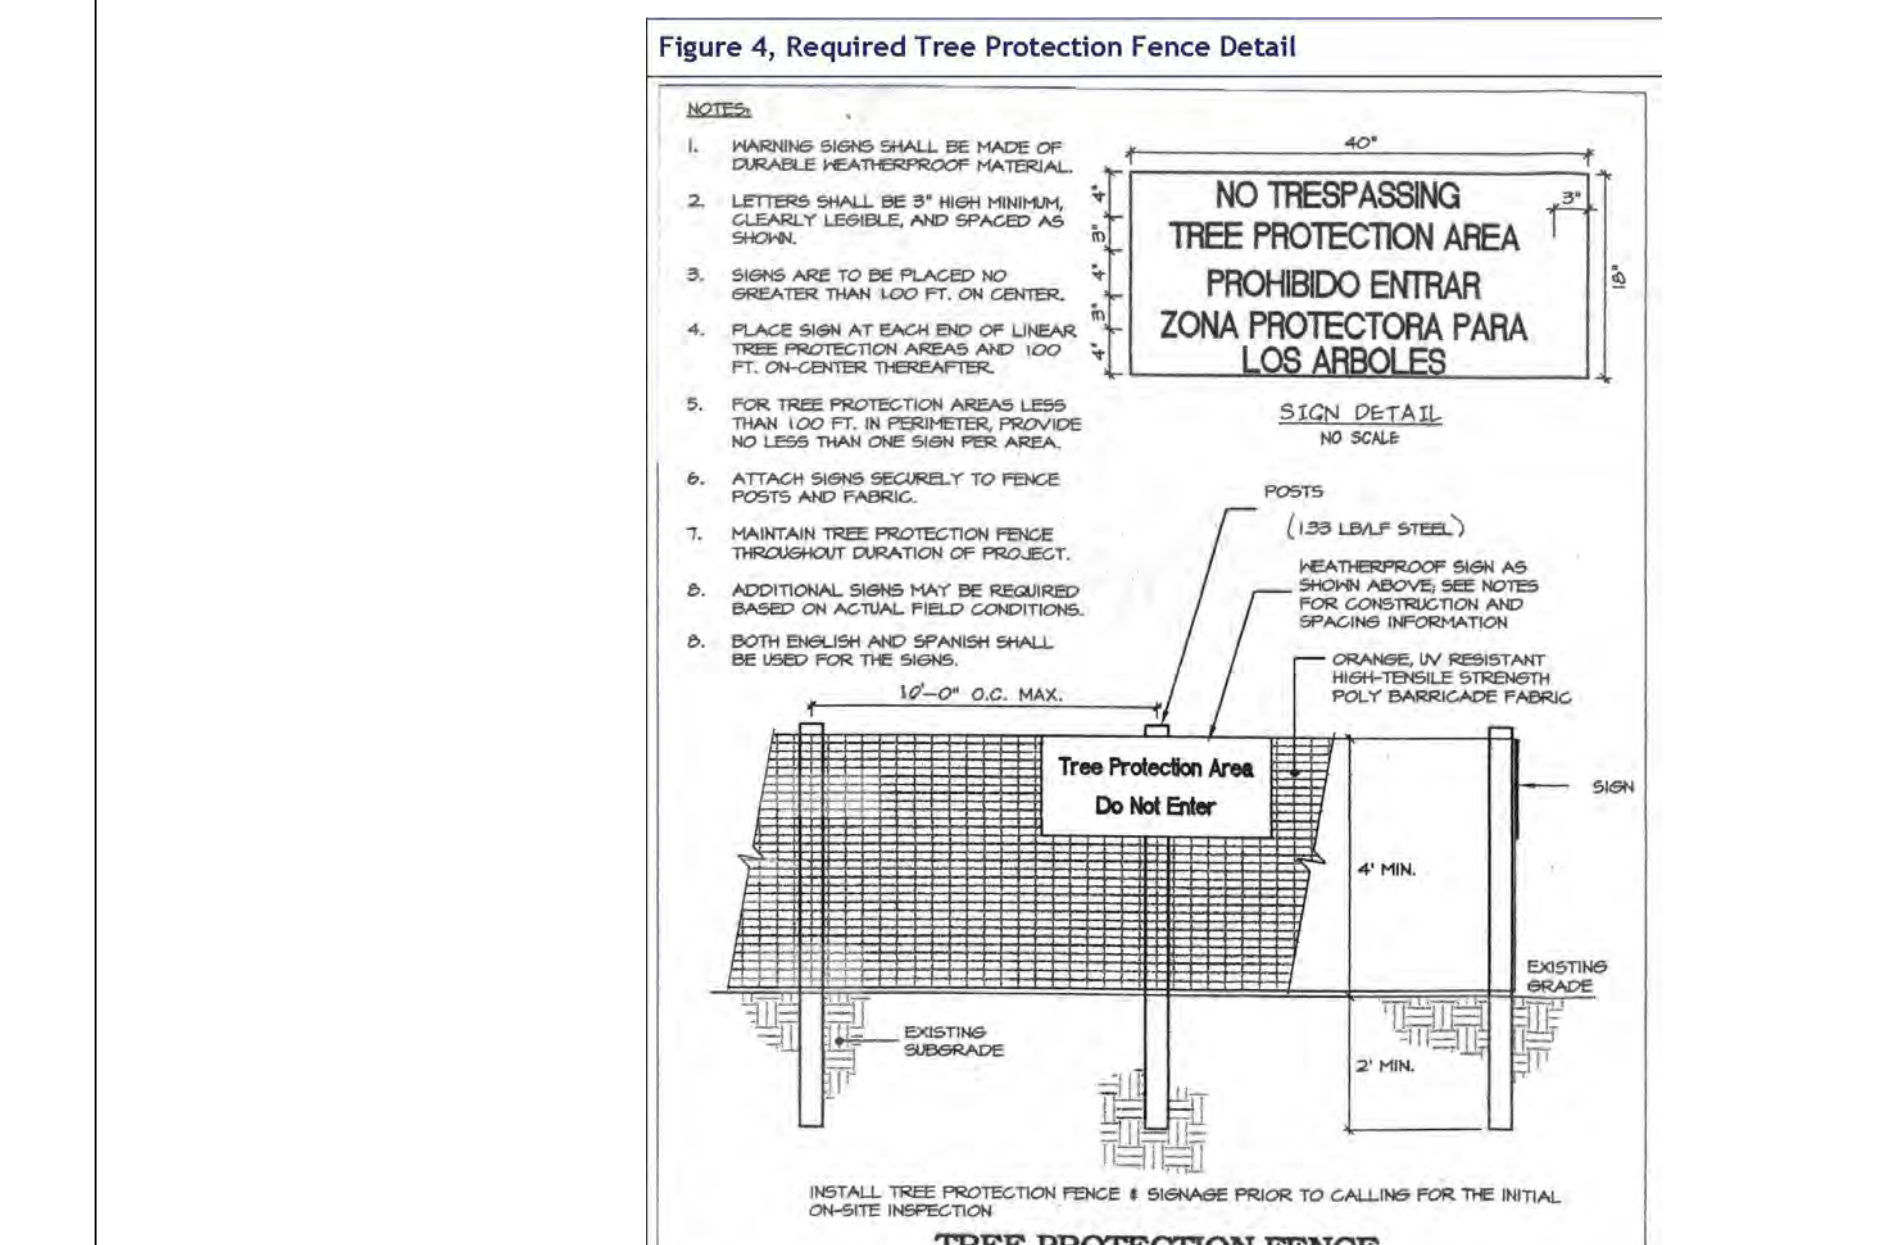 Figure 4, Required Tree Protection Fence Detail
NOTES:
1. WARNING SIGNS SHALL BE MADE OF
DURABLE WEATHERPROOF MATERIAL.
2. LETTERS SHALL BE 3" HIGH MINIMUM,
CLEARLY LEGIBLE, AND SPACED AS
SHOWN.
3. SIGNS ARE TO BE PLACED NO
GREATER THAN 100 FT. ON CENTER.
4. PLACE SIGN AT EACH END OF LINEAR
TREE PROTECTION AREAS AND 100
FT. ON-CENTER THEREAFTER.
5. FOR TREE PROTECTION AREAS LESS
THAN 100 FT. IN PERIMETER, PROVIDE
NO LESS THAN ONE SIGN PER AREA.
6. ATTACH SIGNS SECURELY TO FENCE
POSTS AND FABRIC.
7. MAINTAIN TREE PROTECTION FENCE
THROUGHOUT DURATION OF PROJECT.
8. ADDITIONAL SIGNS MAY BE REQUIRED
BASED ON ACTUAL FIELD CONDITIONS.
8. BOTH ENGLISH AND SPANISH SHALL
BE USED FOR THE SIGNS.
40"
4"
3"
4"
3"
4"
NO TRESPASSING
TREE PROTECTION AREA
PROHIBIDO ENTRAR
ZONA PROTECTORA PARA
LOS ARBOLES
3"
18"
SIGN DETAIL
NO SCALE
POSTS
(1.33 LB/LF STEEL)
WEATHERPROOF SIGN AS
SHOWN ABOVE; SEE NOTES
FOR CONSTRUCTION AND
SPACING INFORMATION
ORANGE, UV RESISTANT
HIGH-TENSILE STRENGTH
POLY BARRICADE FABRIC
10'-0" O.C. MAX.
Tree Protection Area
Do Not Enter
SIGN
4' MIN.
EXISTING
GRADE
EXISTING
SUBGRADE
2' MIN.
INSTALL TREE PROTECTION FENCE & SIGNAGE PRIOR TO CALLING FOR THE INITIAL
ON-SITE INSPECTION
TREE PROTECTION FENCE